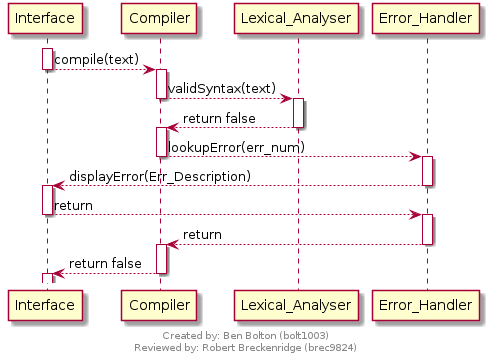 Interface
Compiler
Lexical_Analyser
Error_Handler
compile(text)
validSyntax(text)
return false
lookupError(err_num)
displayError(Err_Description)
return
return
return false
Interface
Compiler
Lexical_Analyser
Error_Handler
Created by: Ben Bolton (bolt1003)
Reviewed by: Robert Breckenridge (brec9824)